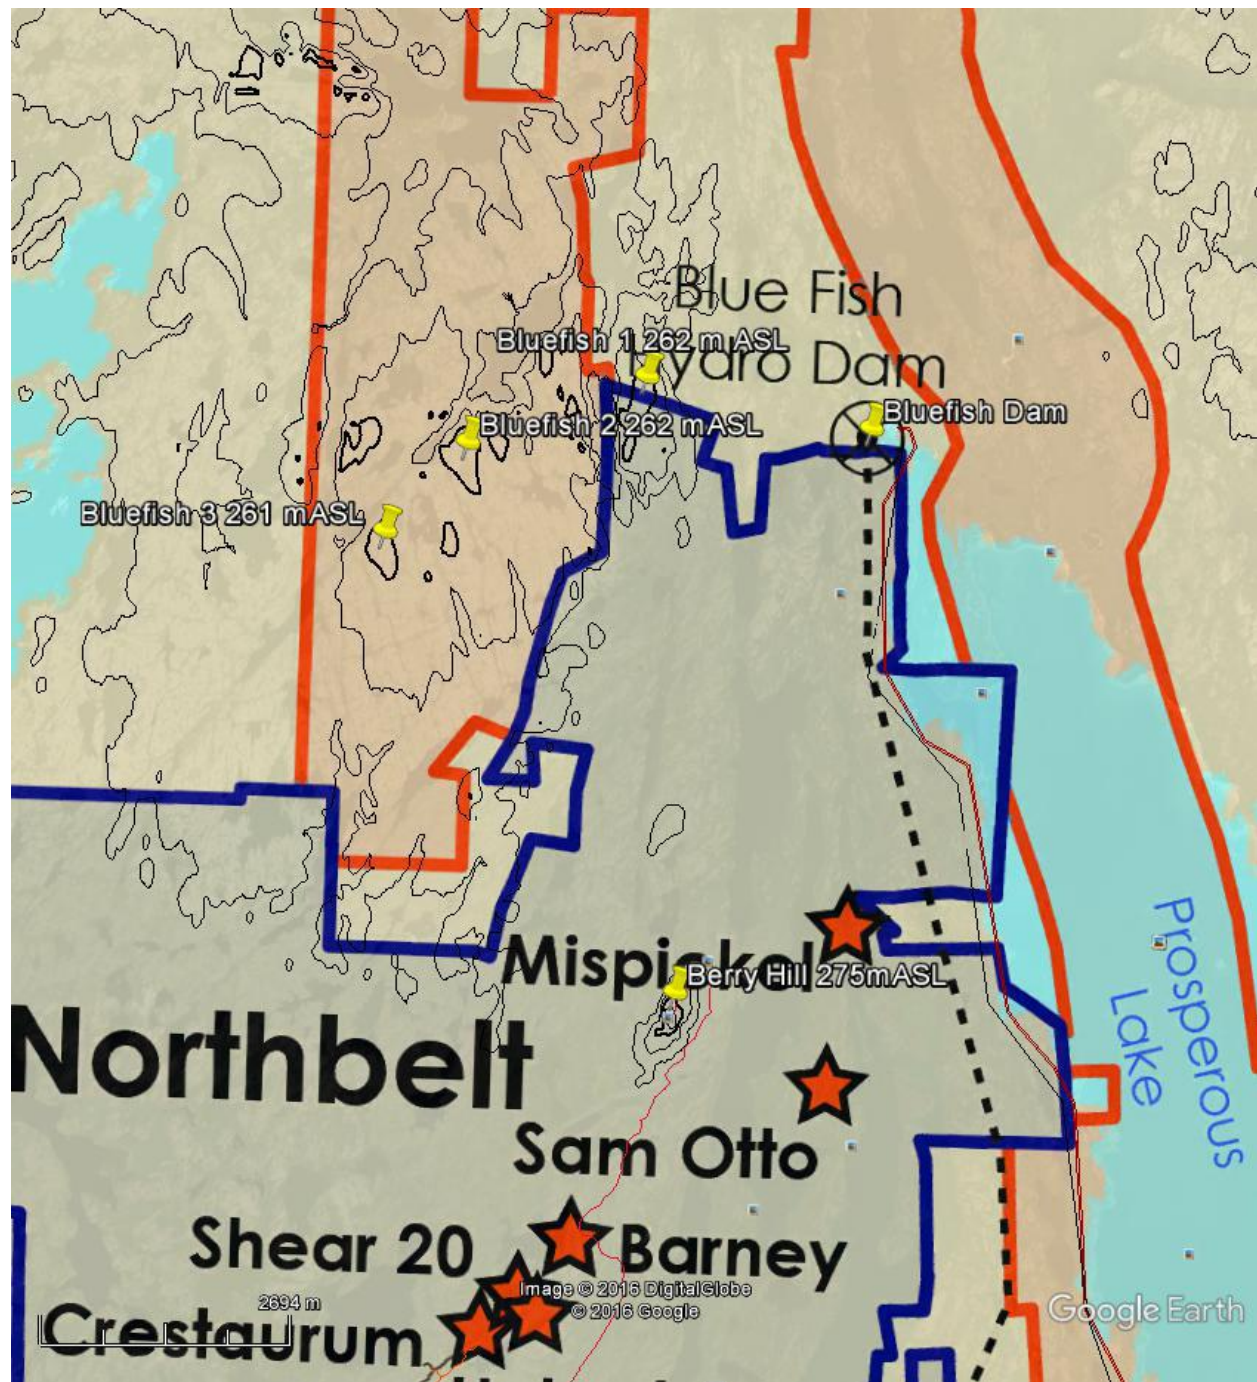 Blue Fish
Bluefish 1 262 m ASL
Hydro Dam
Bluefish Dam
Bluefish 2 262 mASL
Bluefish 3 261 mASL
Prosperous
Lake
Mispickel
Berry Hill 275mASL
Northbelt
Sam Otto
Shear 20
Barney
Image © 2016 DigitalGlobe
© 2016 Google
2694 m
Crestaurum
Google Earth